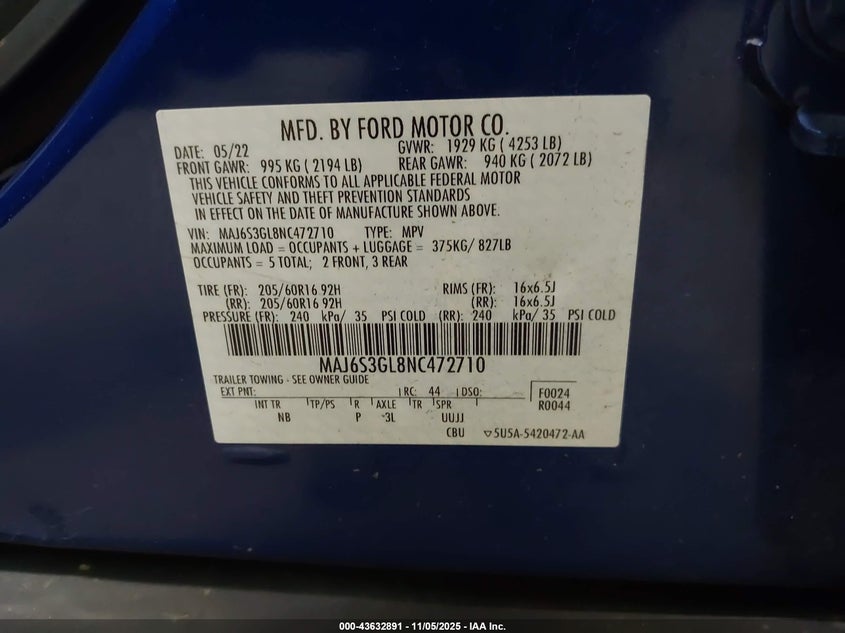 MFD. BY FORD MOTOR CO.
DATE: 05/22 GVWR: 1929 KG ( 4253 LB)
FRONT GAWR: 995 KG ( 2194 LB) REAR GAWR: 940 KG ( 2072 LB)
THIS VEHICLE CONFORMS TO ALL APPLICABLE FEDERAL MOTOR
VEHICLE SAFETY AND THEFT PREVENTION STANDARDS
IN EFFECT ON THE DATE OF MANUFACTURE SHOWN ABOVE.
VIN: MAJ6S3GL8NC472710 TYPE: MPV
MAXIMUM LOAD = OCCUPANTS + LUGGAGE = 375KG/ 827LB
OCCUPANTS = 5 TOTAL; 2 FRONT, 3 REAR
TIRE (FR): 205/60R16 92H RIMS (FR): 16x6.5J
(RR): 205/60R16 92H (RR): 16x6.5J
PRESSURE (FR): 240 kPa/ 35 PSI COLD (RR): 240 kPa/ 35 PSI COLD
MAJ6S3GL8NC472710
TRAILER TOWING - SEE OWNER GUIDE
EXT PNT: RC: 44 DSO: F0024
INT TR TP/PS R AXLE TR SPR R0044
NB P 3L UUJJ
CBU 5U5A-5420472-AA
000-43632891 - 11/05/2025 - IAA Inc.